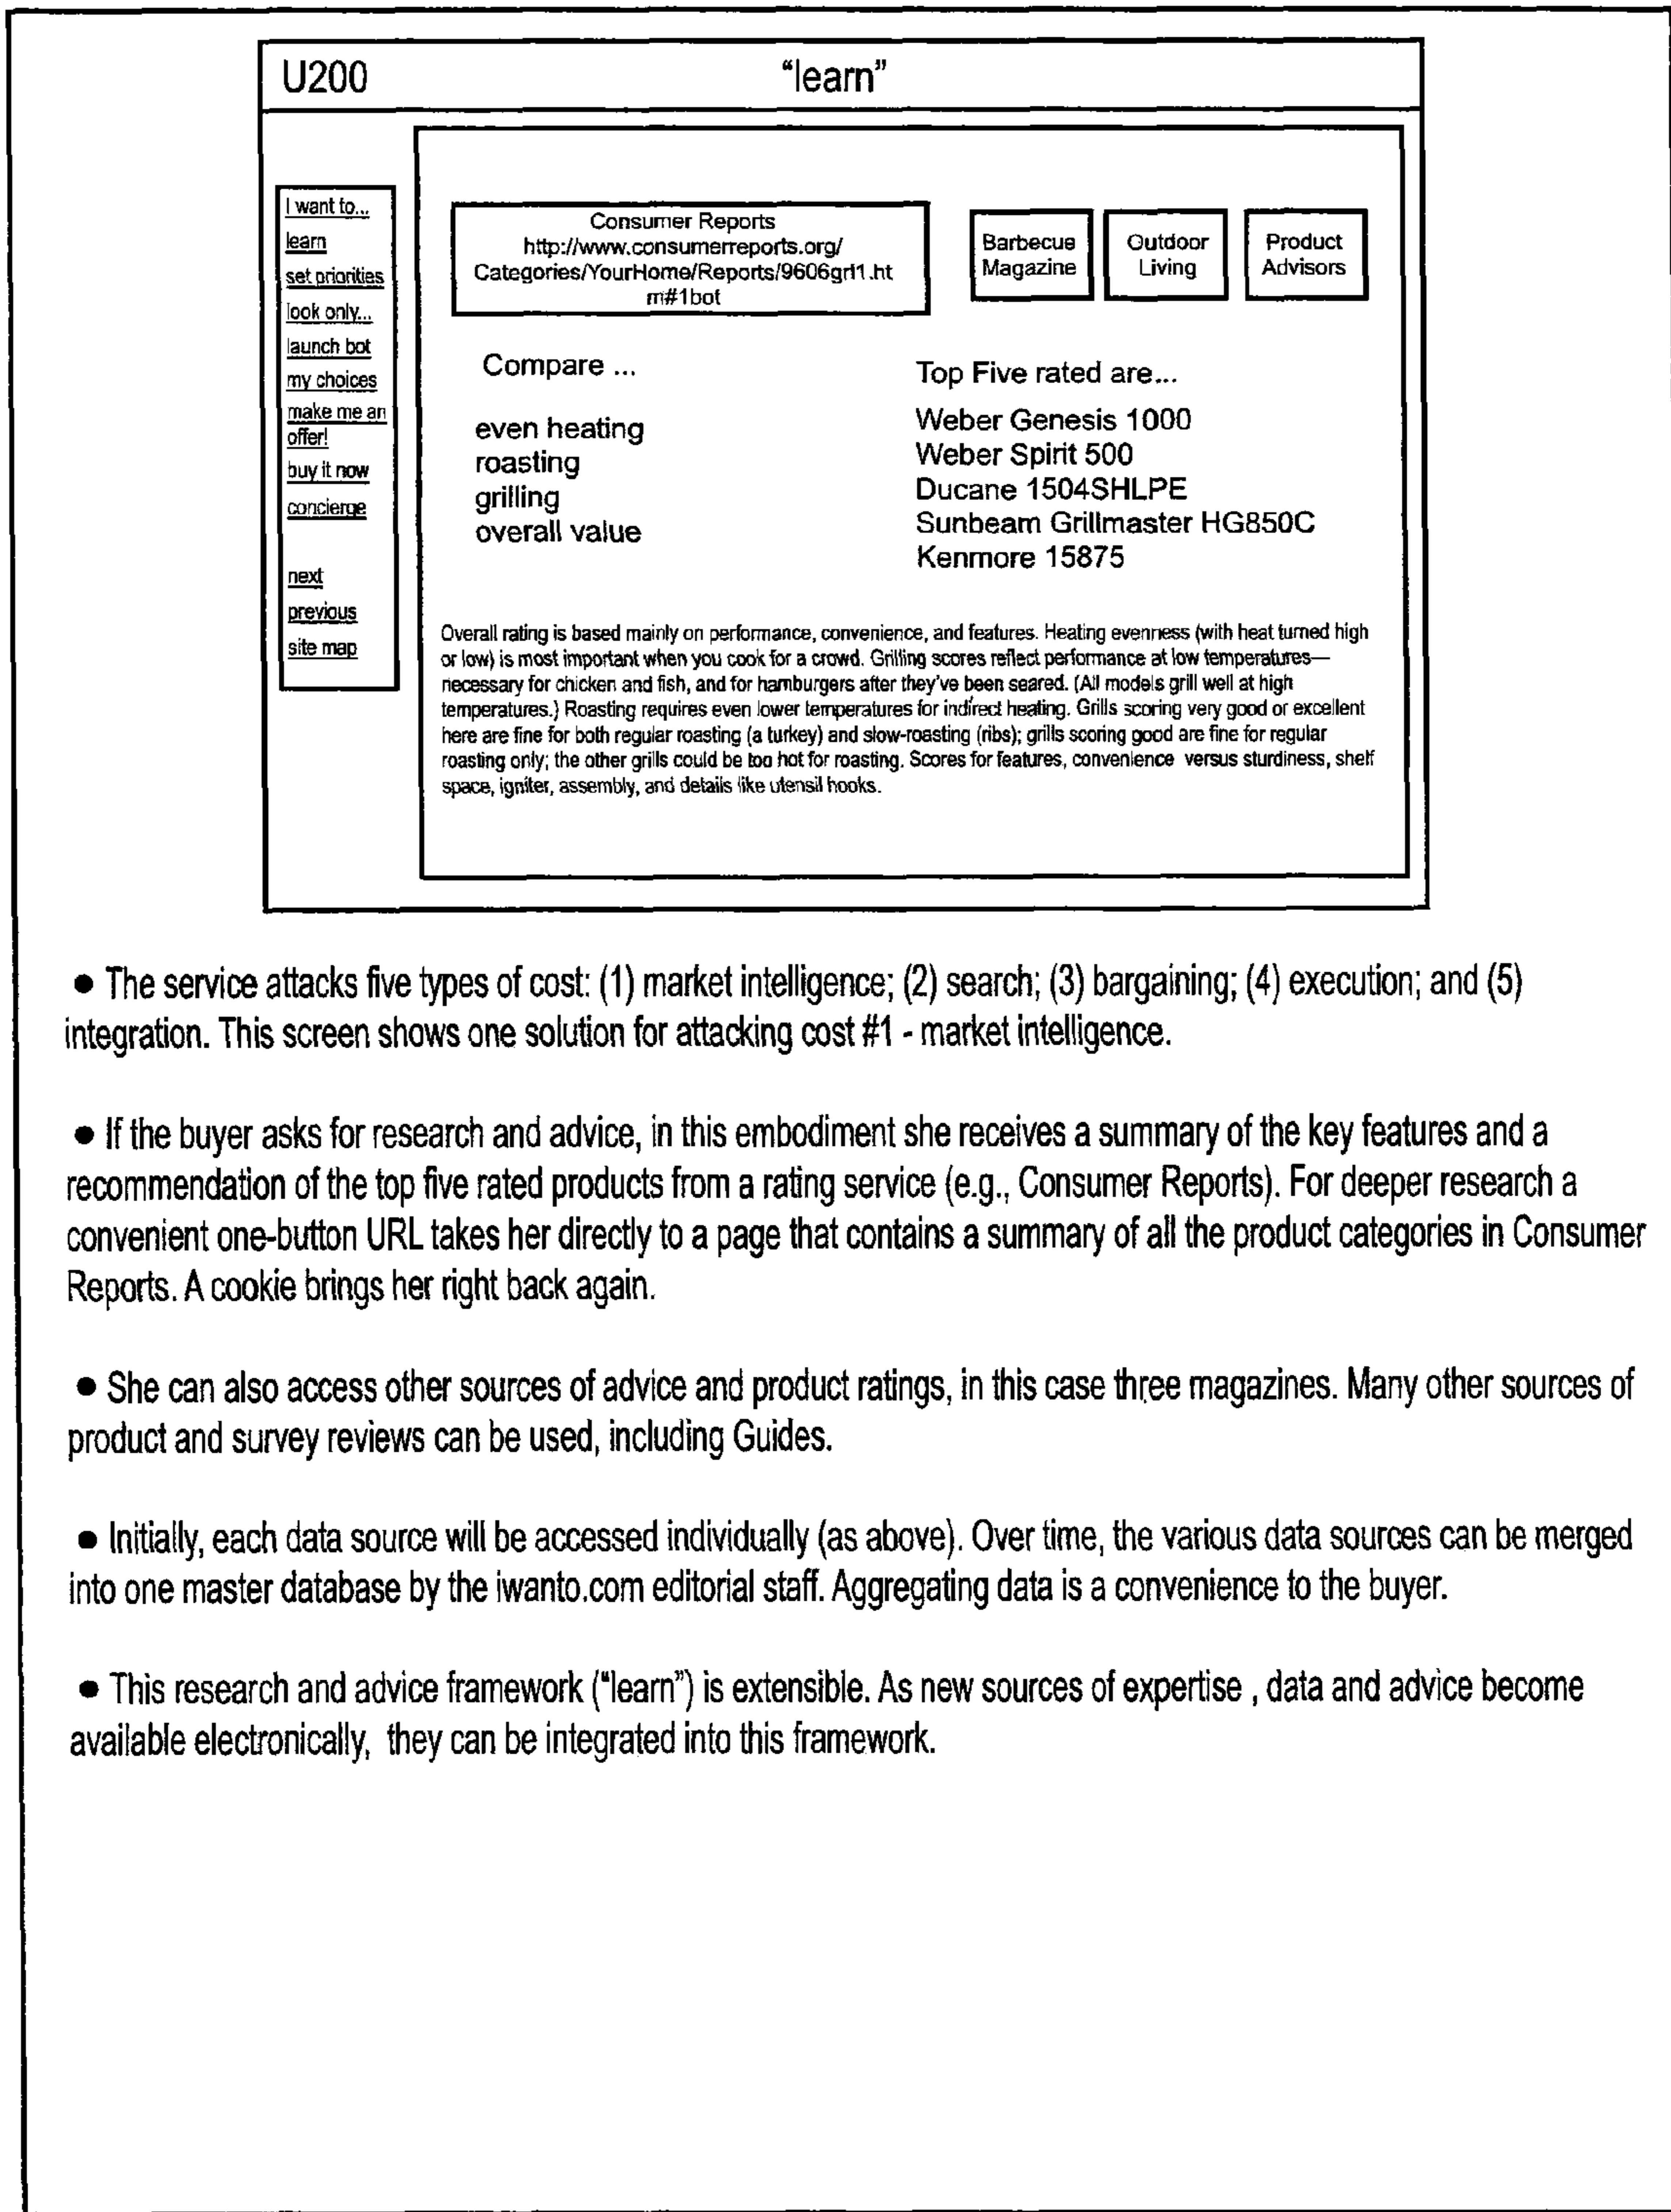 U200 "learn"
I want to...
learn
set priorities
look only...
launch bot
my choices
make me an
offer!
buy it now
concierge
next
previous
site map
Consumer Reports
http://www.consumerreports.org/
Categories/YourHome/Reports/9606grl1.ht
m#1bot
Barbecue
Magazine
Outdoor
Living
Product
Advisors
Compare ...
even heating
roasting
grilling
overall value
Top Five rated are...
Weber Genesis 1000
Weber Spirit 500
Ducane 1504SHLPE
Sunbeam Grillmaster HG850C
Kenmore 15875
Overall rating is based mainly on performance, convenience, and features. Heating evenness (with heat turned high
or low) is most important when you cook for a crowd. Grilling scores reflect performance at low temperatures—
necessary for chicken and fish, and for hamburgers after they've been seared. (All models grill well at high
temperatures.) Roasting requires even lower temperatures for indirect heating. Grills scoring very good or excellent
here are fine for both regular roasting (a turkey) and slow-roasting (ribs); grills scoring good are fine for regular
roasting only; the other grills could be too hot for roasting. Scores for features, convenience versus sturdiness, shelf
space, igniter, assembly, and details like utensil hooks.
● The service attacks five types of cost: (1) market intelligence; (2) search; (3) bargaining; (4) execution; and (5)
integration. This screen shows one solution for attacking cost #1 - market intelligence.
● If the buyer asks for research and advice, in this embodiment she receives a summary of the key features and a
recommendation of the top five rated products from a rating service (e.g., Consumer Reports). For deeper research a
convenient one-button URL takes her directly to a page that contains a summary of all the product categories in Consumer
Reports. A cookie brings her right back again.
● She can also access other sources of advice and product ratings, in this case three magazines. Many other sources of
product and survey reviews can be used, including Guides.
● Initially, each data source will be accessed individually (as above). Over time, the various data sources can be merged
into one master database by the iwanto.com editorial staff. Aggregating data is a convenience to the buyer.
● This research and advice framework ("learn") is extensible. As new sources of expertise , data and advice become
available electronically, they can be integrated into this framework.